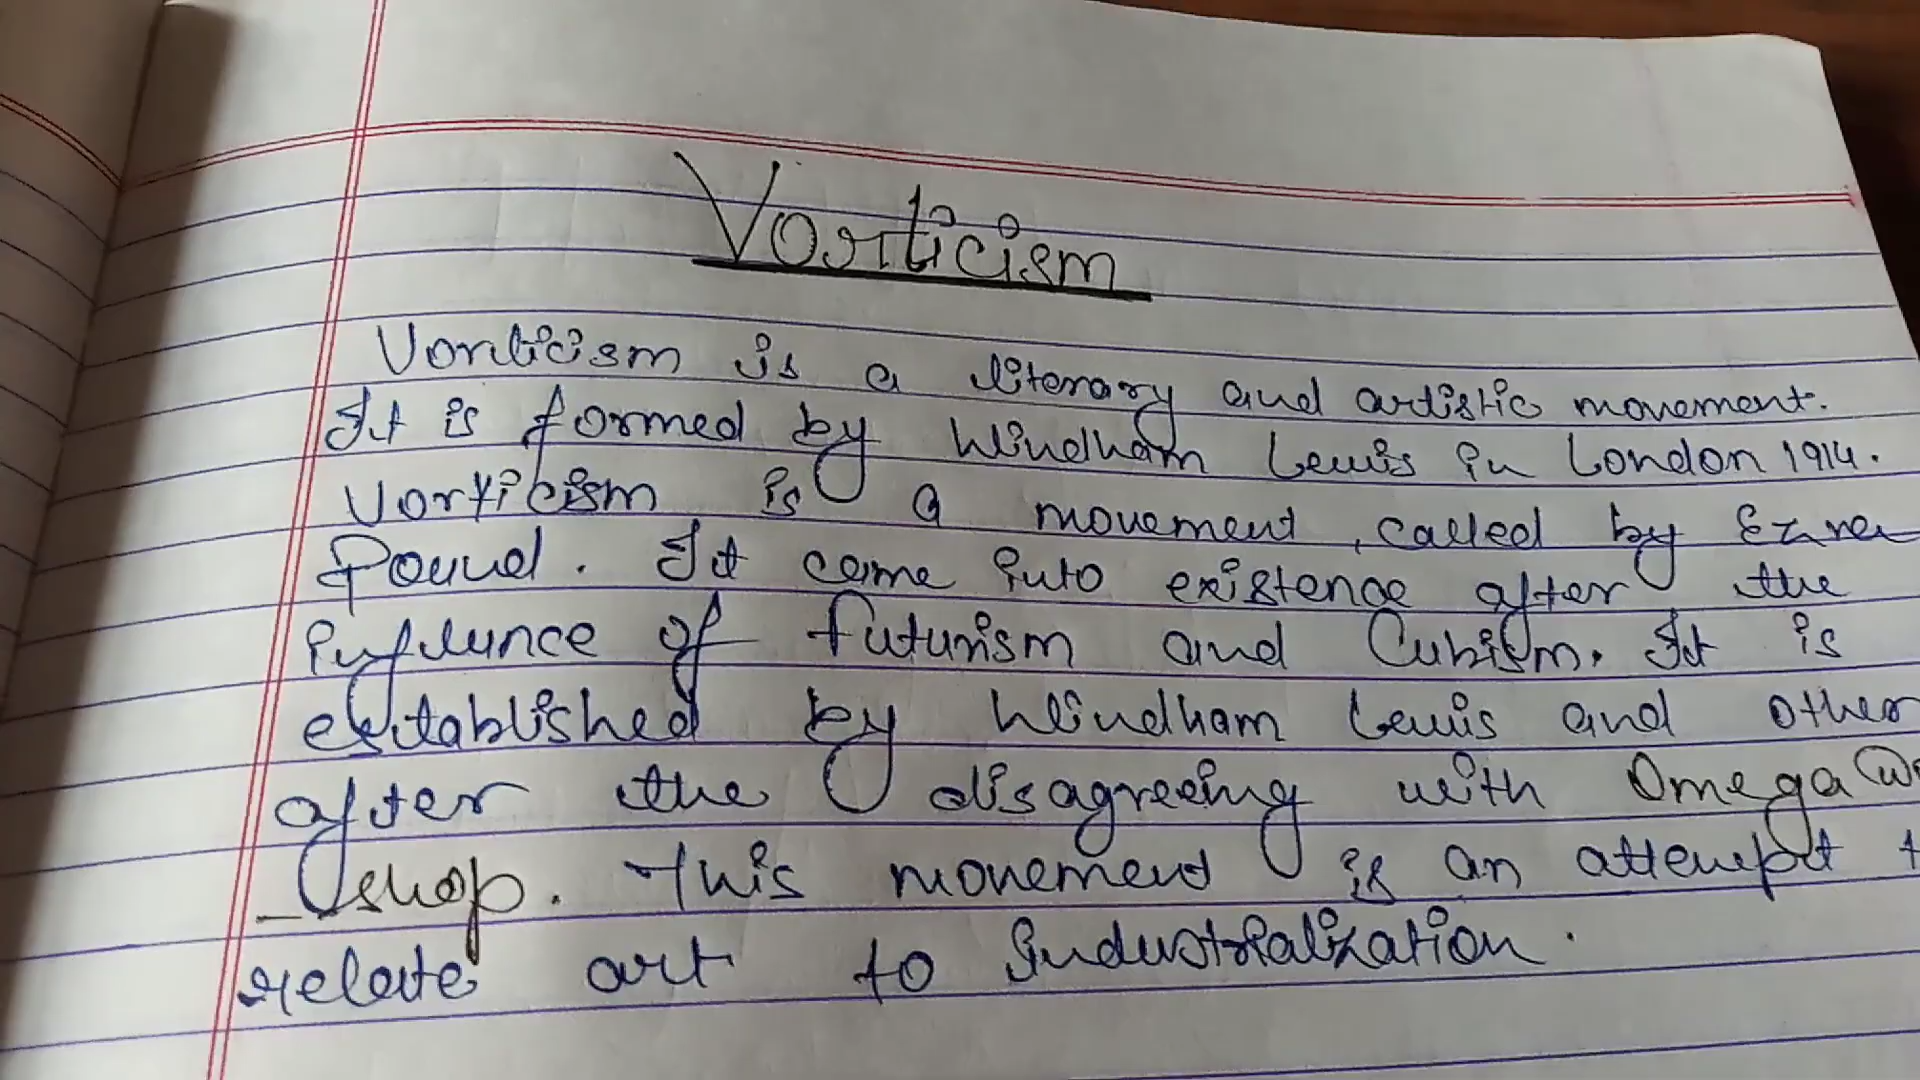 Vorticism
Vorticism is a literary and artistic movement.
It is formed by Windham Lewis in London 1914.
Vorticism is a movement, called by Ezra
Pound. It came into existence after the
influence of futurism and Cubism. It is
established by Windham Lewis and other
after the disagreeing with Omega
shop. This movement is an attempt
relate art to Industrialization.